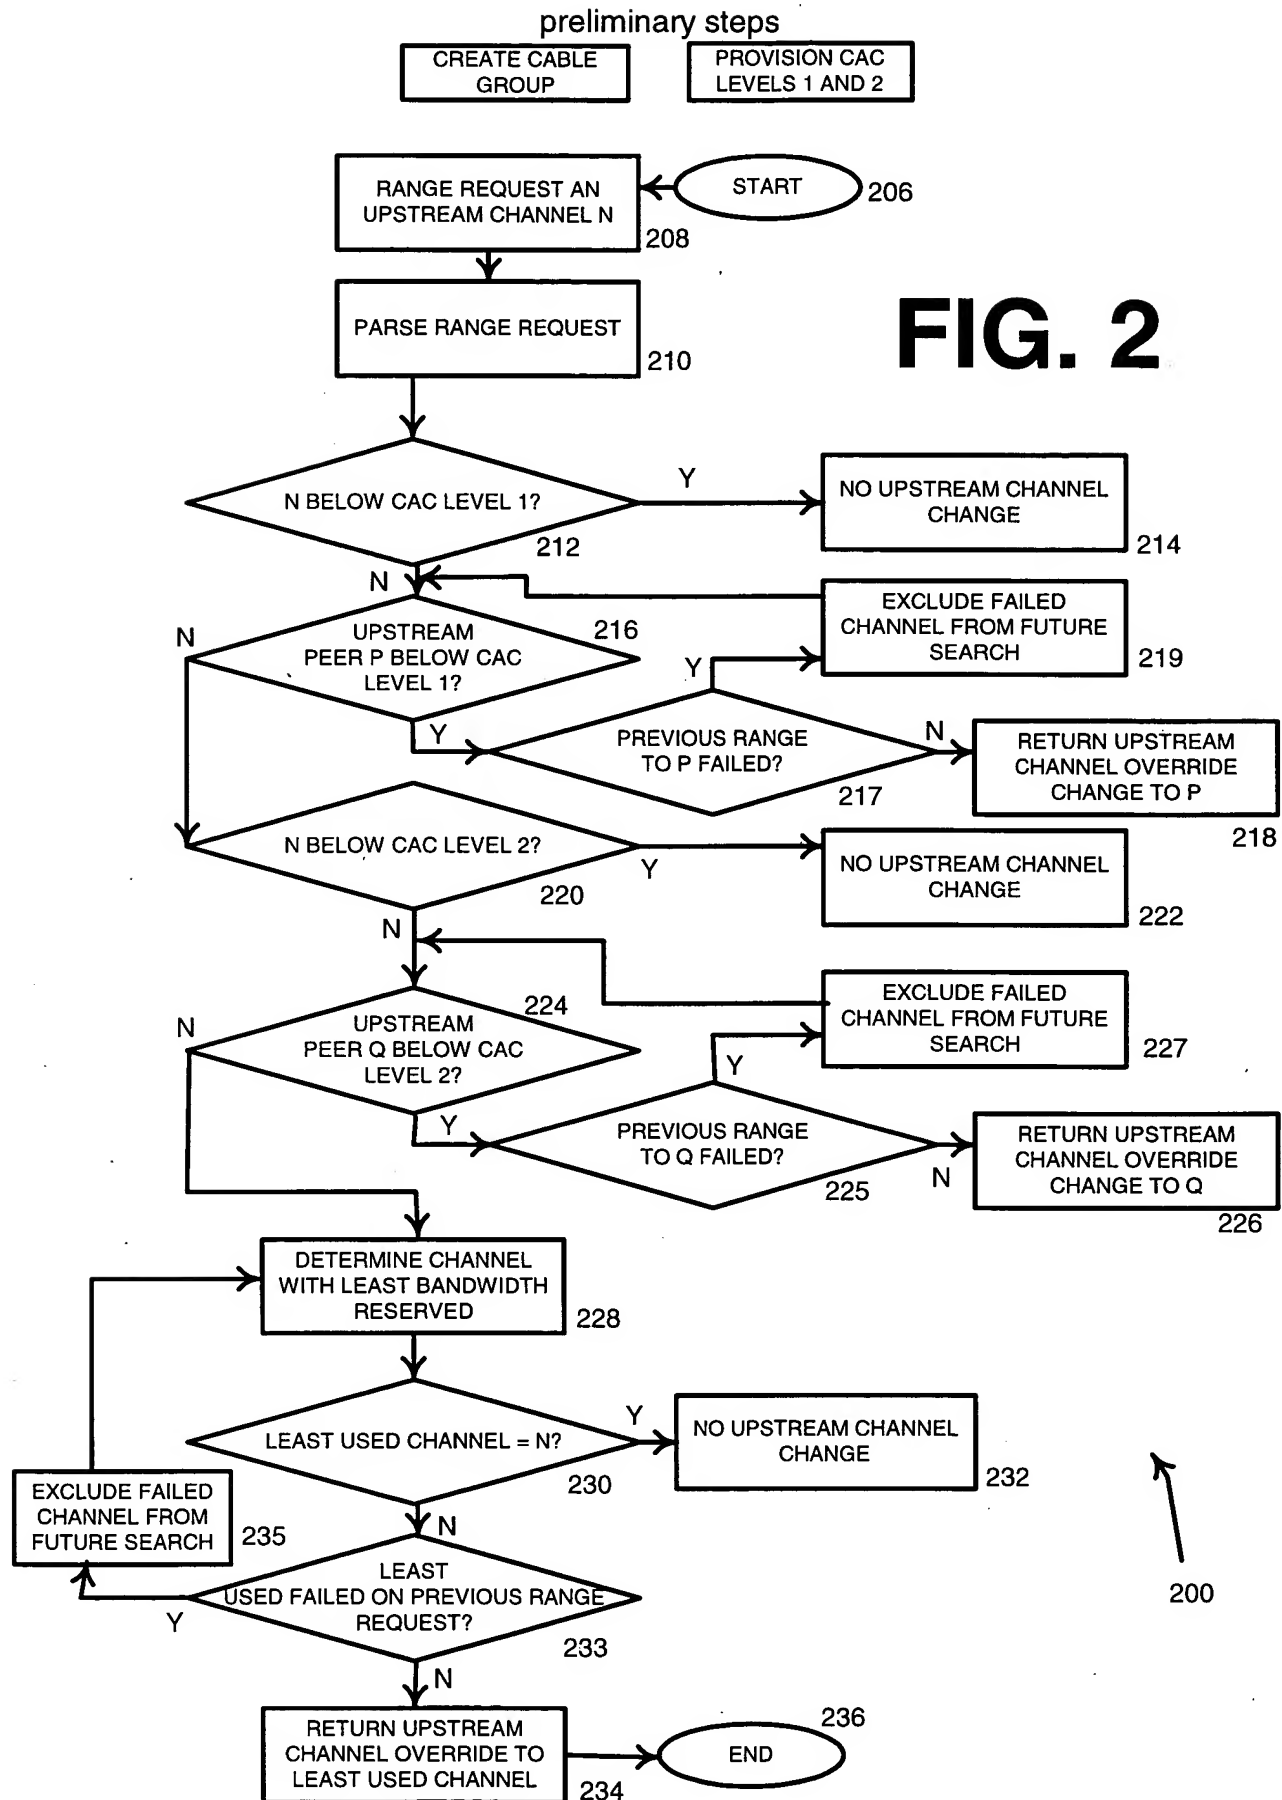 preliminary steps
CREATE CABLE
GROUP
PROVISION CAC
LEVELS 1 AND 2
RANGE REQUEST AN
UPSTREAM CHANNEL N
208
START
206
PARSE RANGE REQUEST
210
FIG. 2
N BELOW CAC LEVEL 1?
212
Y
NO UPSTREAM CHANNEL
CHANGE
214
N
UPSTREAM
PEER P BELOW CAC
LEVEL 1?
216
N
Y
EXCLUDE FAILED
CHANNEL FROM FUTURE
SEARCH
219
Y
PREVIOUS RANGE
TO P FAILED?
217
N
RETURN UPSTREAM
CHANNEL OVERRIDE
CHANGE TO P
218
N BELOW CAC LEVEL 2?
220
Y
NO UPSTREAM CHANNEL
CHANGE
222
N
224
UPSTREAM
PEER Q BELOW CAC
LEVEL 2?
N
Y
EXCLUDE FAILED
CHANNEL FROM FUTURE
SEARCH
227
Y
PREVIOUS RANGE
TO Q FAILED?
225
N
RETURN UPSTREAM
CHANNEL OVERRIDE
CHANGE TO Q
226
DETERMINE CHANNEL
WITH LEAST BANDWIDTH
RESERVED
228
LEAST USED CHANNEL = N?
230
Y
NO UPSTREAM CHANNEL
CHANGE
232
EXCLUDE FAILED
CHANNEL FROM
FUTURE SEARCH
235
N
LEAST
USED FAILED ON PREVIOUS RANGE
REQUEST?
233
Y
200
N
RETURN UPSTREAM
CHANNEL OVERRIDE TO
LEAST USED CHANNEL
234
236
END